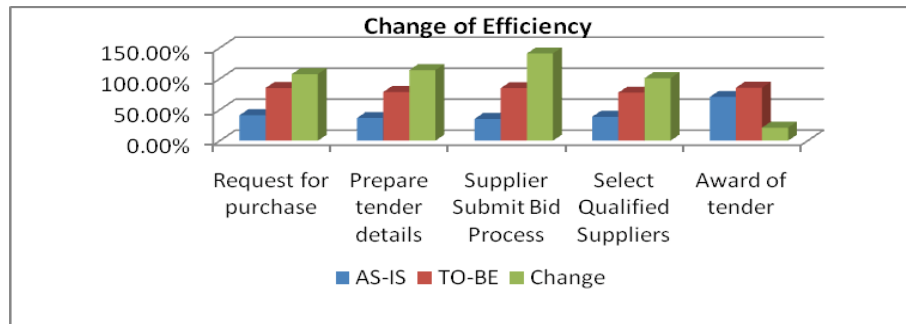 Change of Efficiency
150.00%
100.00%
50.00%
0.00%
Request for purchase
Prepare tender details
Supplier Submit Bid Process
Select Qualified Suppliers
Award of tender
AS-IS TO-BE Change